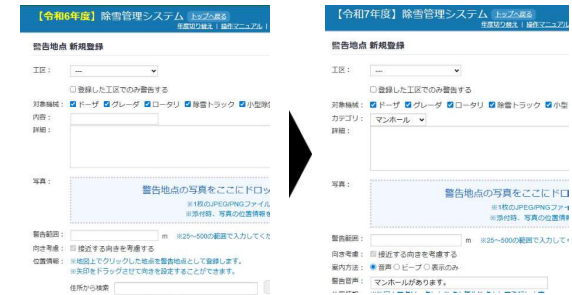 【令和6年度】除雪管理システム トップへ戻る
年度切り替え | 操作マニュアル |
警告地点 新規登録
工区： ---
登録した工区でのみ警告する
対象機械： ドーザ グレーダ ロータリ 除雪トラック 小型除
内容：
詳細：
写真：
警告地点の写真をここにドロッ
※1枚のJPEG/PNGファイル
※添付時、写真の位置情報を
警告範囲： m ※25～500の範囲で入力してくだ
向き考慮： 接近する向きを考慮する
位置情報： ※地図上でクリックした地点を警告地点として登録します。
※矢印をドラッグさせて向きを設定することができます。
住所から検索
【令和7年度】除雪管理システム トップへ戻る
年度切り替え | 操作マニュアル
警告地点 新規登録
工区： ---
登録した工区でのみ警告する
対象機械： ドーザ グレーダ ロータリ 除雪トラック 小型
カテゴリ： マンホール
詳細：
写真：
警告地点の写真をここにドロ
※1枚のJPEG/PNGファイ
※添付時、写真の位置情報
警告範囲： m ※25～500の範囲で入力して
向き考慮： 接近する向きを考慮する
案内方法： 音声 ビープ 表示のみ
警告音声： マンホールがあります。